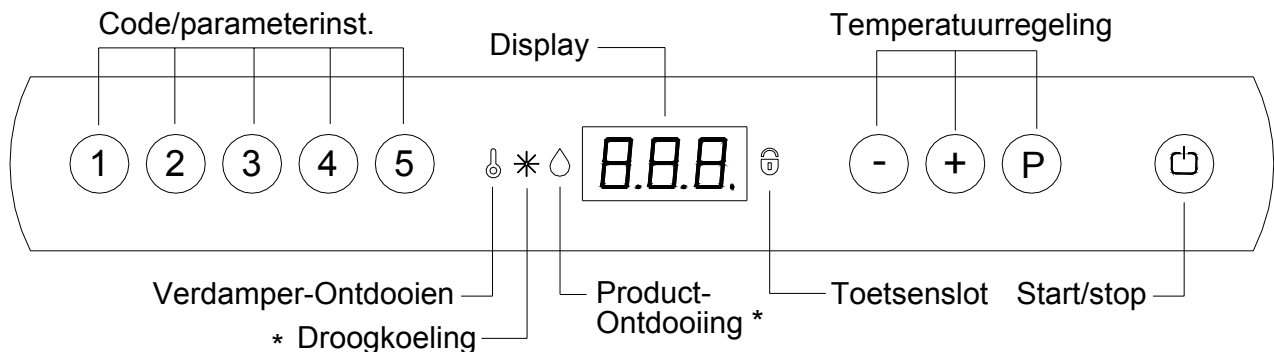 Code/parameterinst.
Temperatuurregeling
Display
1 2 3 4 5 8.8.8. - + P
Verdamper-Ontdooien
Product-
Ontdooiing *
Toetsenslot
Start/stop
* Droogkoeling